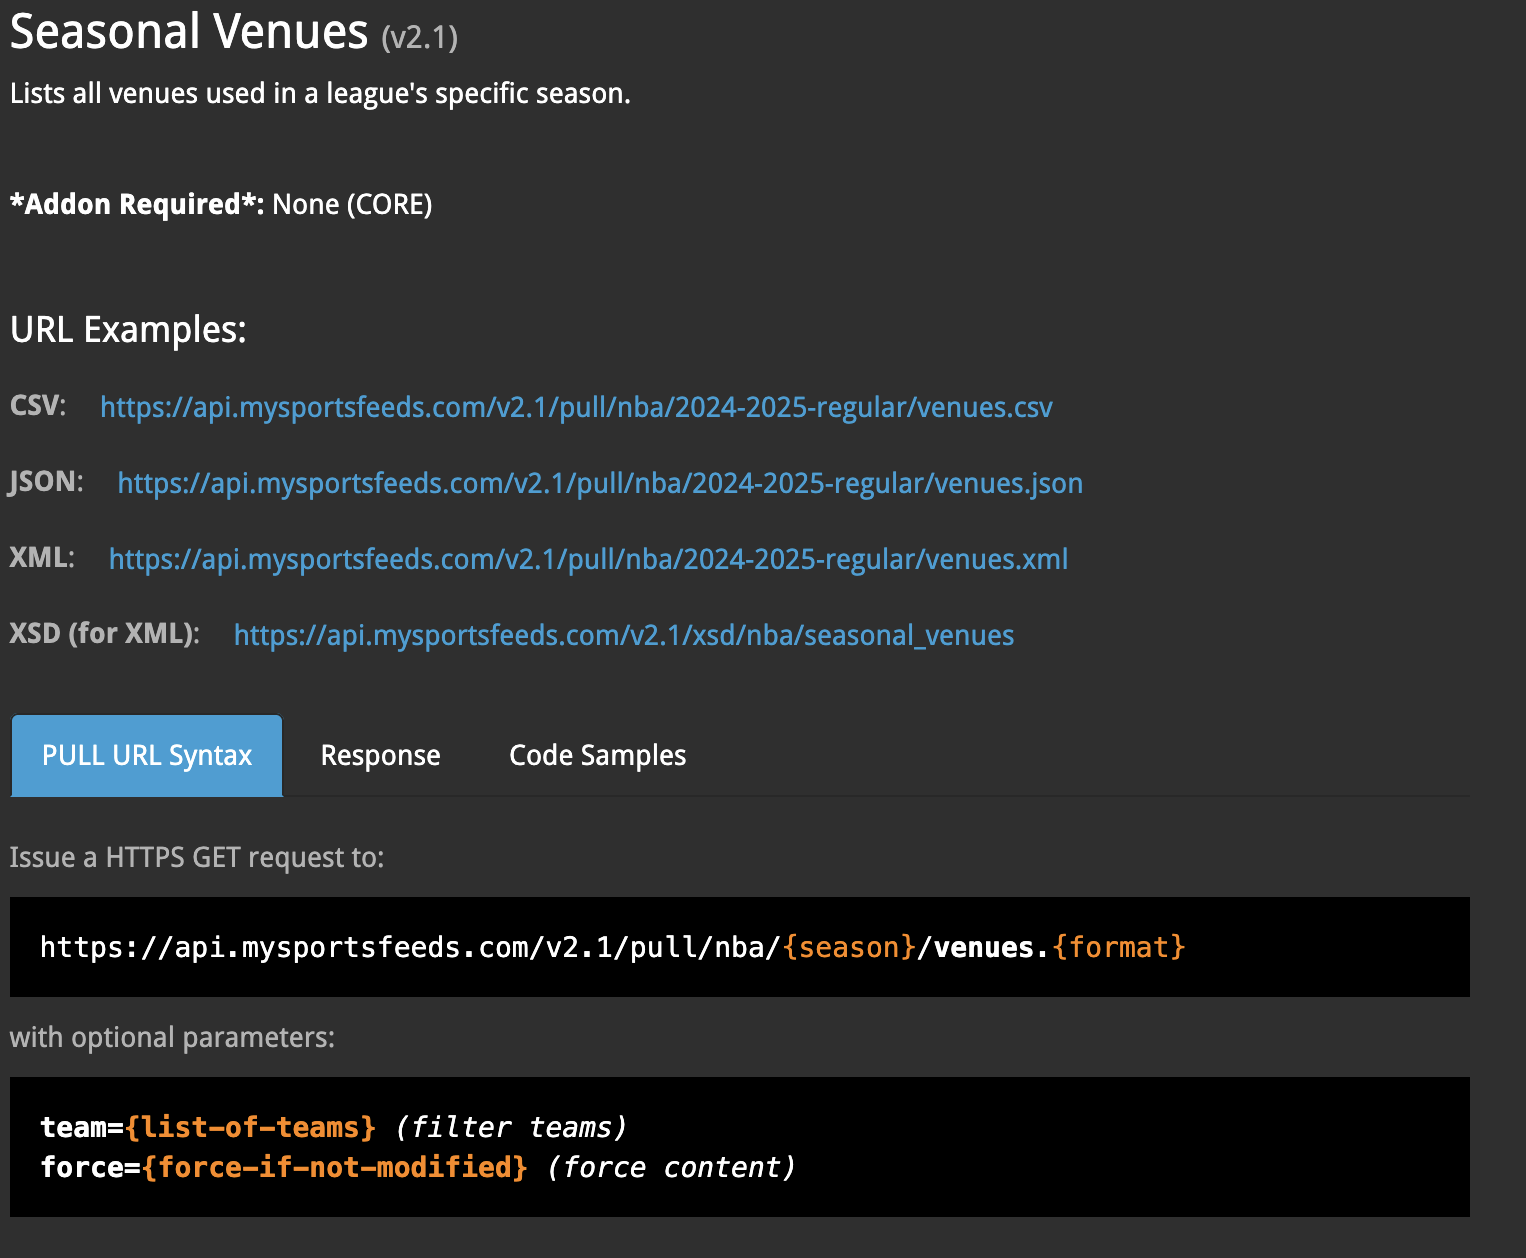 Seasonal Venues (v2.1)
Lists all venues used in a league's specific season.
*Addon Required*: None (CORE)
URL Examples:
CSV: https://api.mysportsfeeds.com/v2.1/pull/nba/2024-2025-regular/venues.csv
JSON: https://api.mysportsfeeds.com/v2.1/pull/nba/2024-2025-regular/venues.json
XML: https://api.mysportsfeeds.com/v2.1/pull/nba/2024-2025-regular/venues.xml
XSD (for XML): https://api.mysportsfeeds.com/v2.1/xsd/nba/seasonal_venues
PULL URL Syntax Response Code Samples
Issue a HTTPS GET request to:
https://api.mysportsfeeds.com/v2.1/pull/nba/{season}/venues.{format}
with optional parameters:
team={list-of-teams} (filter teams)
force={force-if-not-modified} (force content)